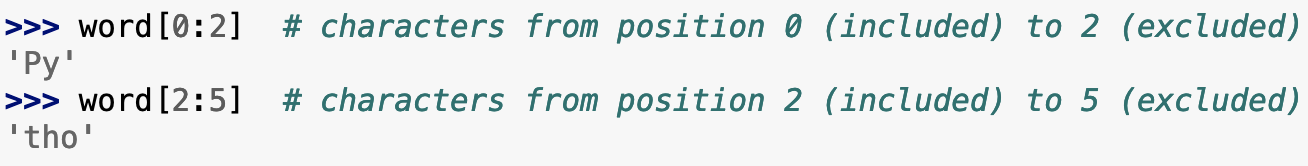 >>> word[0:2]  # characters from position 0 (included) to 2 (excluded)
'Py'
>>> word[2:5]  # characters from position 2 (included) to 5 (excluded)
'tho'